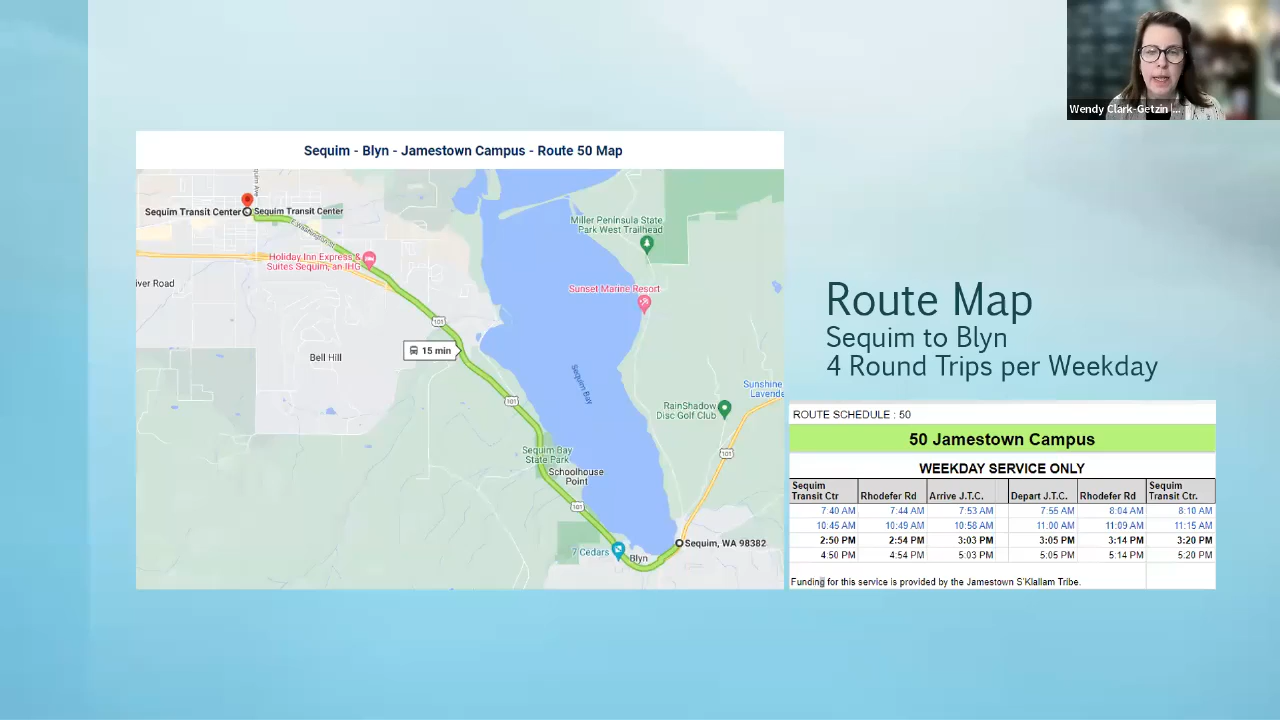 Wendy Clark-Getzin | ...
Sequim - Blyn - Jamestown Campus - Route 50 Map
Sequim Transit Center
Sequim Transit Center
E Washington St
Holiday Inn Express &
Suites Sequim, an IHG
iver Road
Bell Hill
101
15 min
101
Sequim Bay
State Park
Schoolhouse
Point
101
7 Cedars
Blyn
Sequim, WA 98382
Sequim Bay
Miller Peninsula State
Park West Trailhead
Sunset Marine Resort
Sunshine
Lavende
RainShadow
Disc Golf Club
101
Route Map
Sequim to Blyn
4 Round Trips per Weekday
ROUTE SCHEDULE : 50
50 Jamestown Campus
WEEKDAY SERVICE ONLY
Sequim Transit Ctr Rhodefer Rd Arrive J.T.C. Depart J.T.C. Rhodefer Rd Sequim Transit Ctr.
7:40 AM 7:44 AM 7:53 AM 7:55 AM 8:04 AM 8:10 AM
10:45 AM 10:49 AM 10:58 AM 11:00 AM 11:09 AM 11:15 AM
2:50 PM 2:54 PM 3:03 PM 3:05 PM 3:14 PM 3:20 PM
4:50 PM 4:54 PM 5:03 PM 5:05 PM 5:14 PM 5:20 PM
Funding for this service is provided by the Jamestown S'Klallam Tribe.